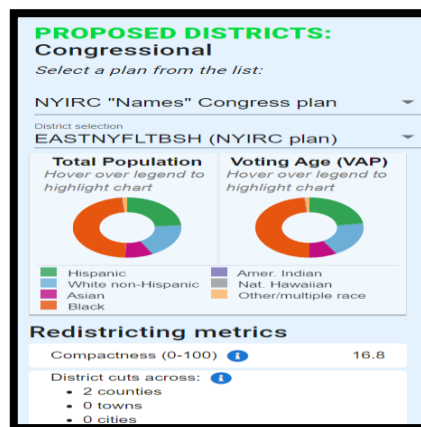 PROPOSED DISTRICTS:
Congressional
Select a plan from the list:
NYIRC "Names" Congress plan
District selection
EASTNYFLTBSH (NYIRC plan)
Total Population
Hover over legend to
highlight chart
Voting Age (VAP)
Hover over legend to
highlight chart
Hispanic
White non-Hispanic
Asian
Black
Amer. Indian
Nat. Hawaiian
Other/multiple race
Redistricting metrics
Compactness (0-100) i 16.8
District cuts across: i
• 2 counties
• 0 towns
• 0 cities